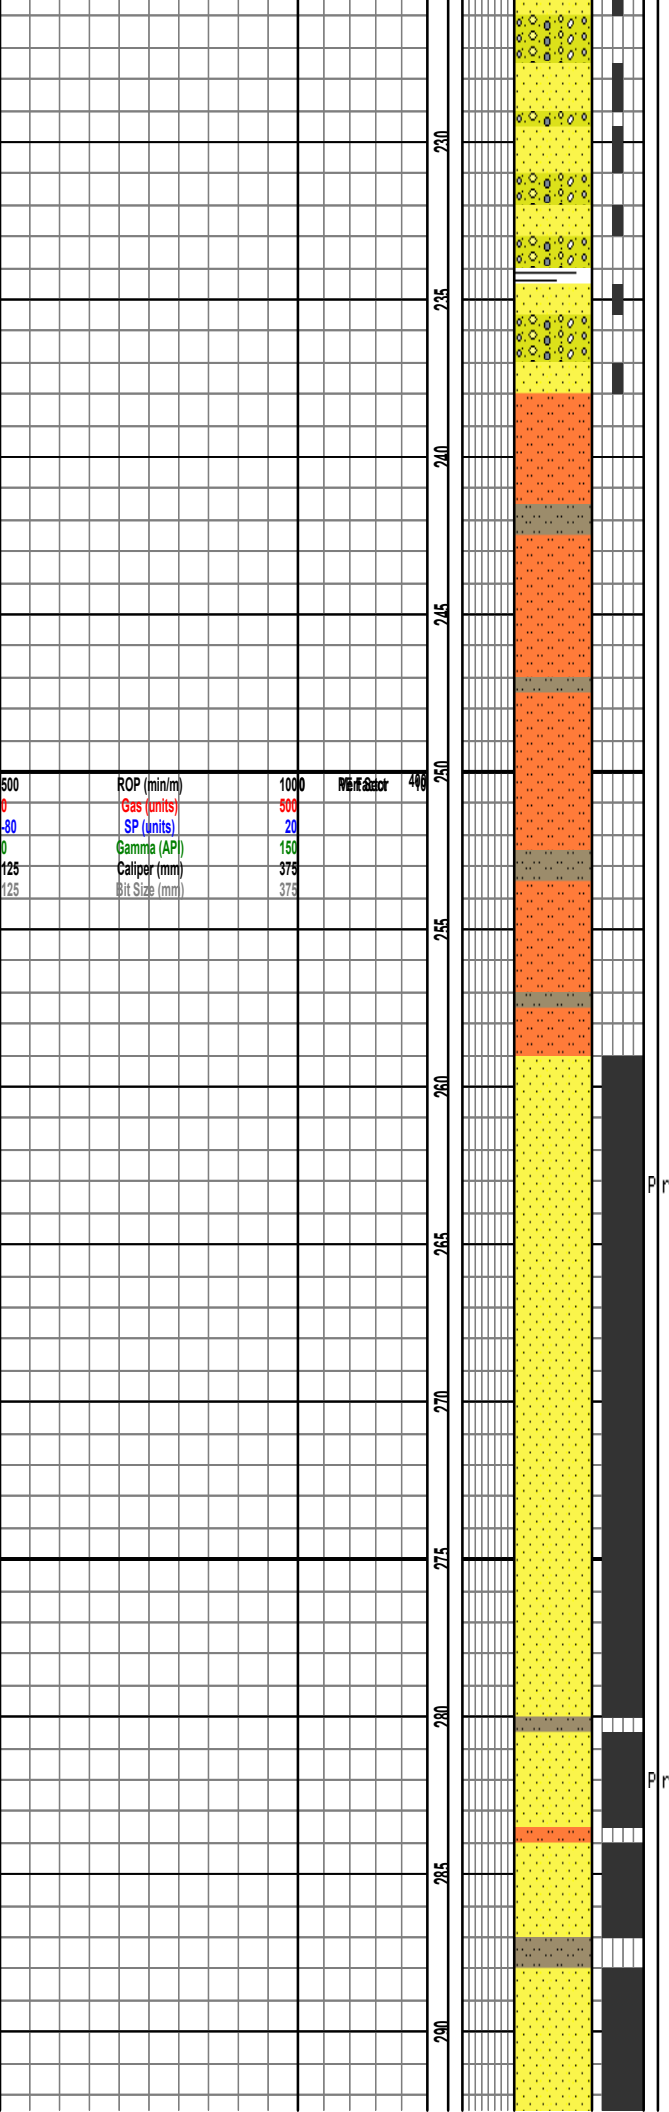 230
235
240
245
250
500 ROP (min/m) 1000
0 Gas (units) 500
-80 SP (units) 20
0 Gamma (API) 150
125 Caliper (mm) 375
125 Bit Size (mm) 375
255
260
Pr
265
270
275
280
Pr
285
290